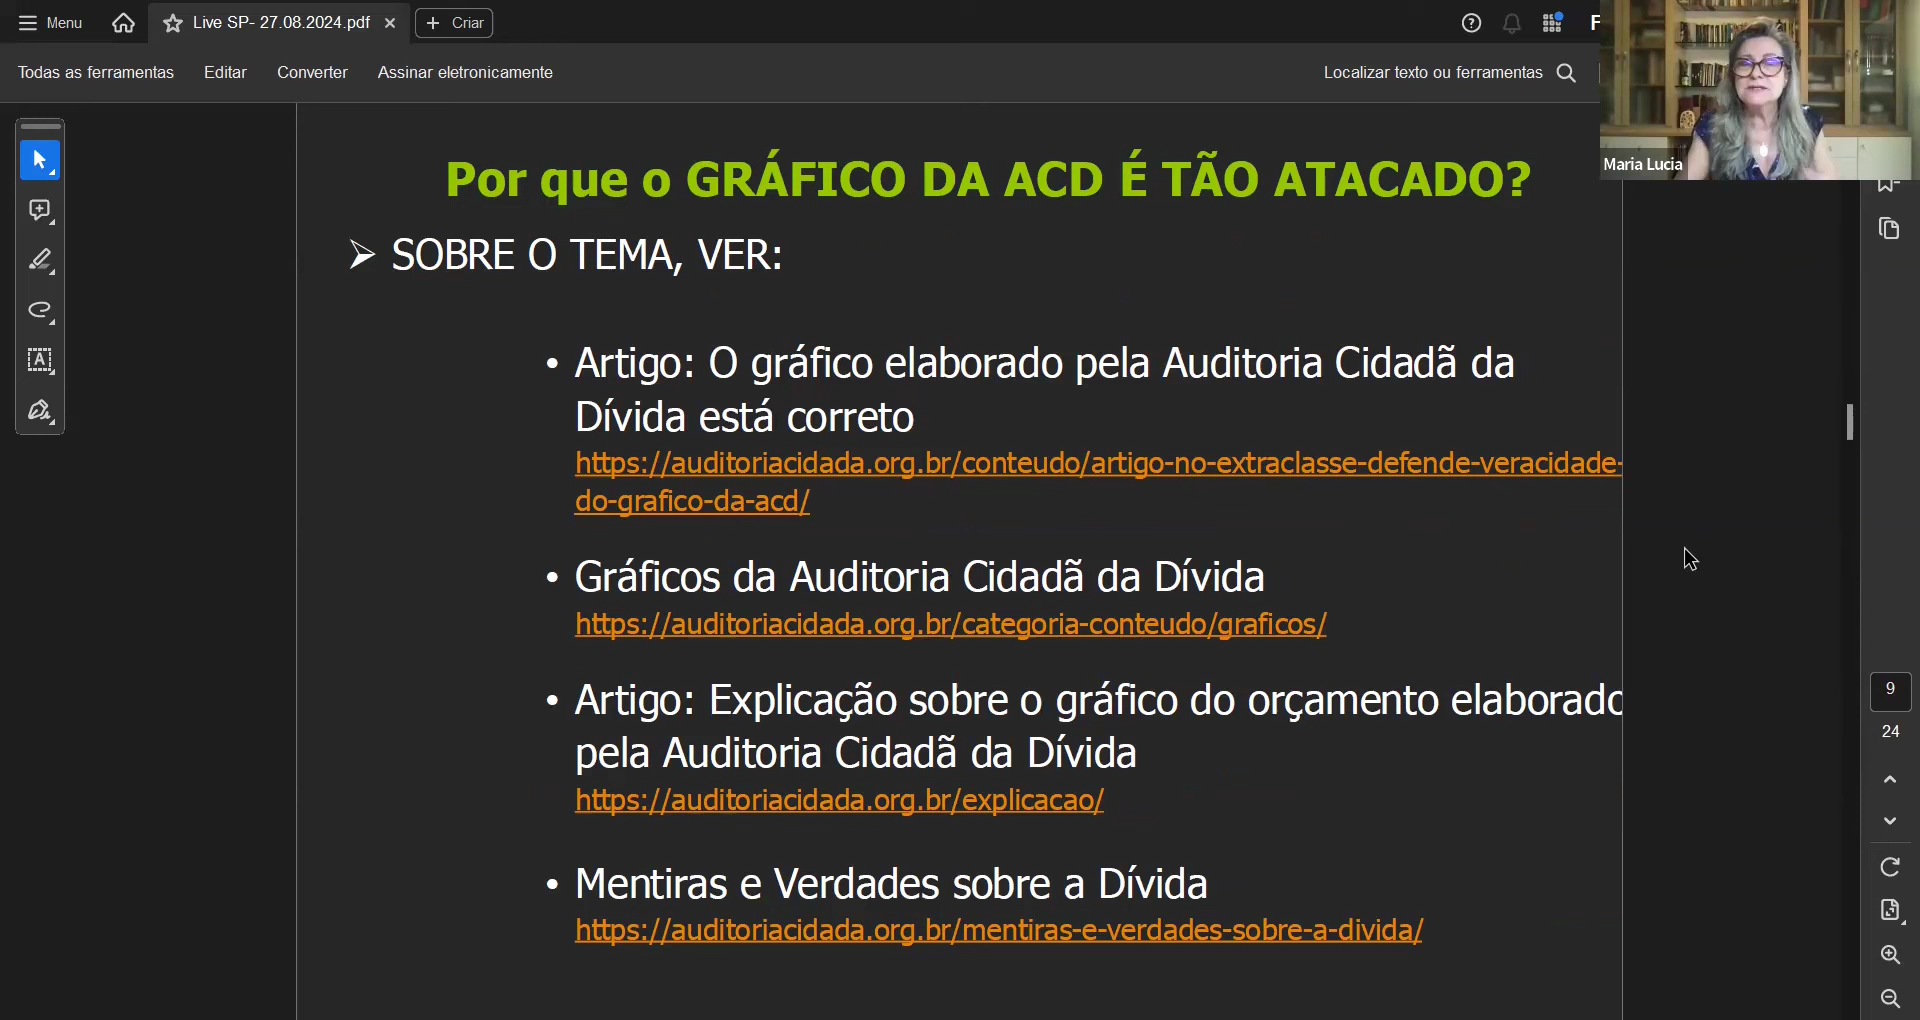 Menu
Live SP- 27.08.2024.pdf
Criar
F
Todas as ferramentas
Editar
Converter
Assinar eletronicamente
Localizar texto ou ferramentas
Maria Lucia
Por que o GRÁFICO DA ACD É TÃO ATACADO?
➢ SOBRE O TEMA, VER:
• Artigo: O gráfico elaborado pela Auditoria Cidadã da
Dívida está correto
https://auditoriacidada.org.br/conteudo/artigo-no-extraclasse-defende-veracidade-
do-grafico-da-acd/
• Gráficos da Auditoria Cidadã da Dívida
https://auditoriacidada.org.br/categoria-conteudo/graficos/
• Artigo: Explicação sobre o gráfico do orçamento elaborado
pela Auditoria Cidadã da Dívida
https://auditoriacidada.org.br/explicacao/
• Mentiras e Verdades sobre a Dívida
https://auditoriacidada.org.br/mentiras-e-verdades-sobre-a-divida/
9
24